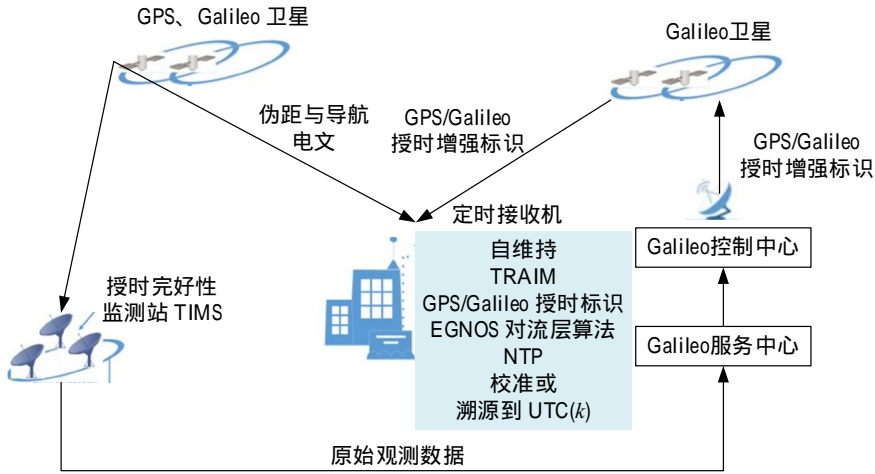 GPS、Galileo 卫星
Galileo卫星
伪距与导航
电文
GPS/Galileo
授时增强标识
GPS/Galileo
授时增强标识
定时接收机
自维持
TRAIM
GPS/Galileo 授时标识
EGNOS 对流层算法
NTP
校准或
溯源到 UTC(k)
Galileo控制中心
授时完好性
监测站 TIMS
Galileo服务中心
原始观测数据